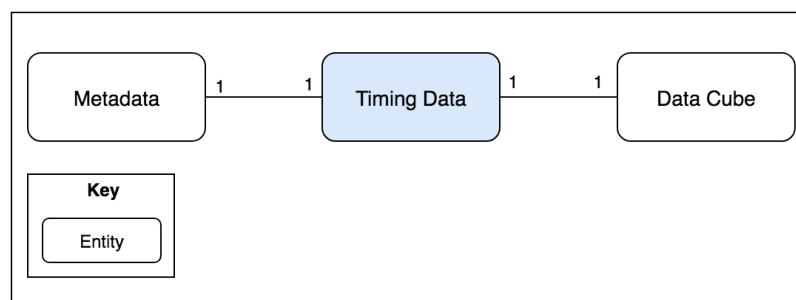 Metadata
1
1
Timing Data
1
1
Data Cube
Key
Entity